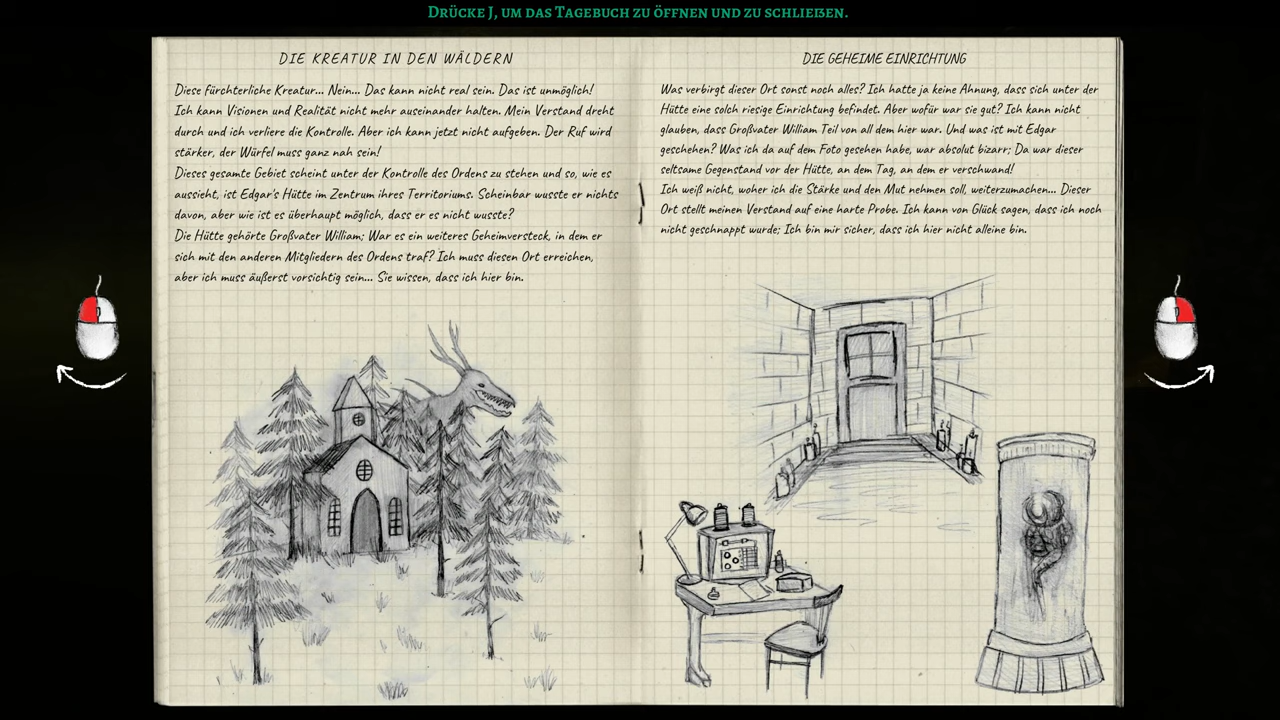 Drücke J, um das Tagebuch zu öffnen und zu schließen.
DIE KREATUR IN DEN WÄLDERN
Diese fürchterliche Kreatur... Nein... Das kann nicht real sein. Das ist unmöglich!
Ich kann Visionen und Realität nicht mehr auseinander halten. Mein Verstand dreht
durch und ich verliere die Kontrolle. Aber ich kann jetzt nicht aufgeben. Der Ruf wird
stärker, der Würfel muss ganz nah sein!
Dieses gesamte Gebiet scheint unter der Kontrolle des Ordens zu stehen und so, wie es
aussieht, ist Edgar's Hütte im Zentrum ihres Territoriums. Scheinbar wusste er nichts
davon, aber wie ist es überhaupt möglich, dass er es nicht wusste?
Die Hütte gehörte Großvater William; War es ein weiteres Geheimversteck, in dem er
sich mit den anderen Mitgliedern des Ordens traf? Ich muss diesen Ort erreichen,
aber ich muss äußerst vorsichtig sein... Sie wissen, dass ich hier bin.
DIE GEHEIME EINRICHTUNG
Was verbirgt dieser Ort sonst noch alles? Ich hatte ja keine Ahnung, dass sich unter der
Hütte eine solch riesige Einrichtung befindet. Aber wofür war sie gut? Ich kann nicht
glauben, dass Großvater William Teil von all dem hier war. Und was ist mit Edgar
geschehen? Was ich da auf dem Foto gesehen habe, war absolut bizarr; Da war dieser
seltsame Gegenstand vor der Hütte, an dem Tag, an dem er verschwand!
Ich weiß nicht, woher ich die Stärke und den Mut nehmen soll, weiterzumachen... Dieser
Ort stellt meinen Verstand auf eine harte Probe. Ich kann von Glück sagen, dass ich noch
nicht geschnappt wurde; Ich bin mir sicher, dass ich hier nicht alleine bin.